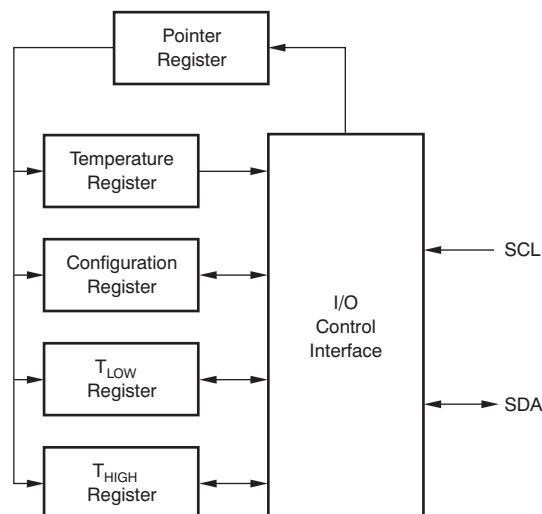 Pointer
Register
Temperature
Register
Configuration
Register
SCL
I/O
Control
Interface
TLOW
Register
SDA
THIGH
Register